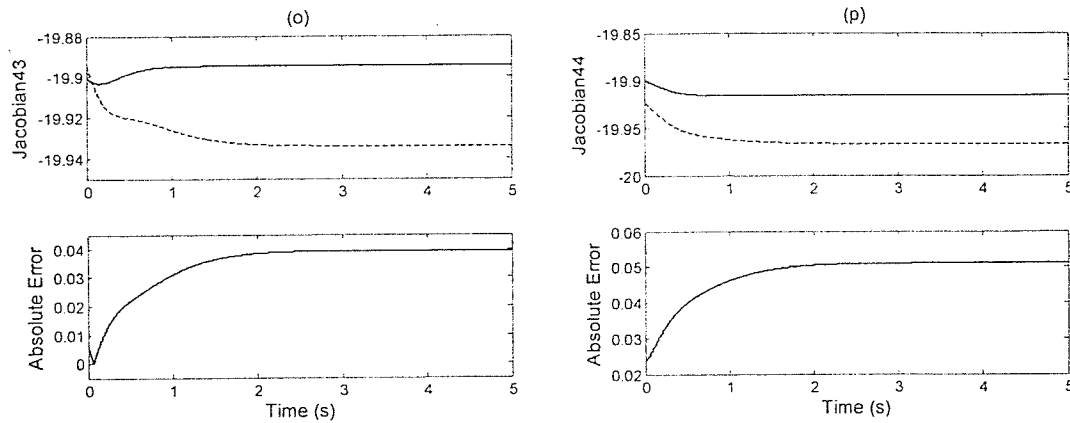 (o)
Jacobian43
-19.88
-19.9
-19.92
-19.94
0 1 2 3 4 5
Absolute Error
0.04
0.03
0.02
0.01
0
0 1 2 3 4 5
Time (s)
(p)
Jacobian44
-19.85
-19.9
-19.95
-20
0 1 2 3 4 5
Absolute Error
0.06
0.05
0.04
0.03
0.02
0 1 2 3 4 5
Time (s)